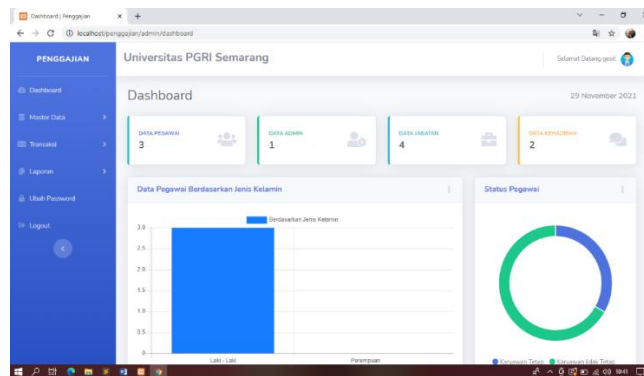 Dashboard | Penggajian
localhost/penggajian/admin/dashboard
PENGGAJIAN
Universitas PGRI Semarang
Selamat Datang
Dashboard
Dashboard
29 November 2021
Master Data
Transaksi
Laporan
Ubah Password
Logout
DATA PEGAWAI
3
DATA ADMIN
1
DATA JABATAN
4
DATA KEHADIRAN
2
Data Pegawai Berdasarkan Jenis Kelamin
Berdasarkan Jenis Kelamin
3.0
2.5
2.0
1.5
1.0
0.5
0
Laki - Laki
Perempuan
Status Pegawai
Karyawan Tetap
Karyawan tidak Tetap